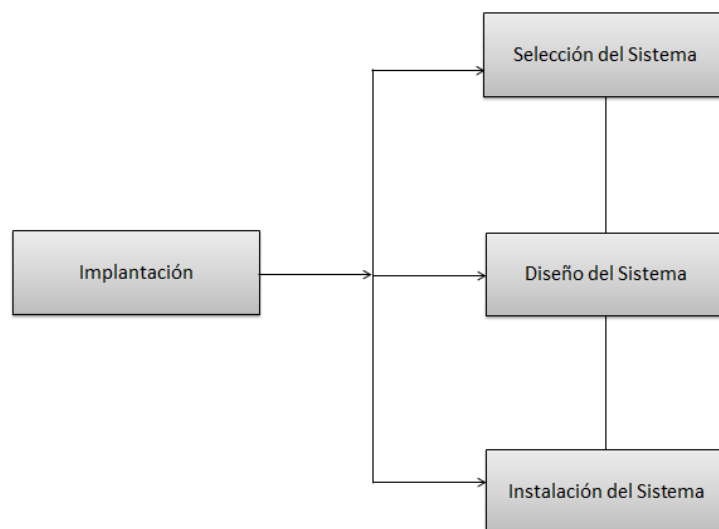 Selección del Sistema
Implantación
Diseño del Sistema
Instalación del Sistema